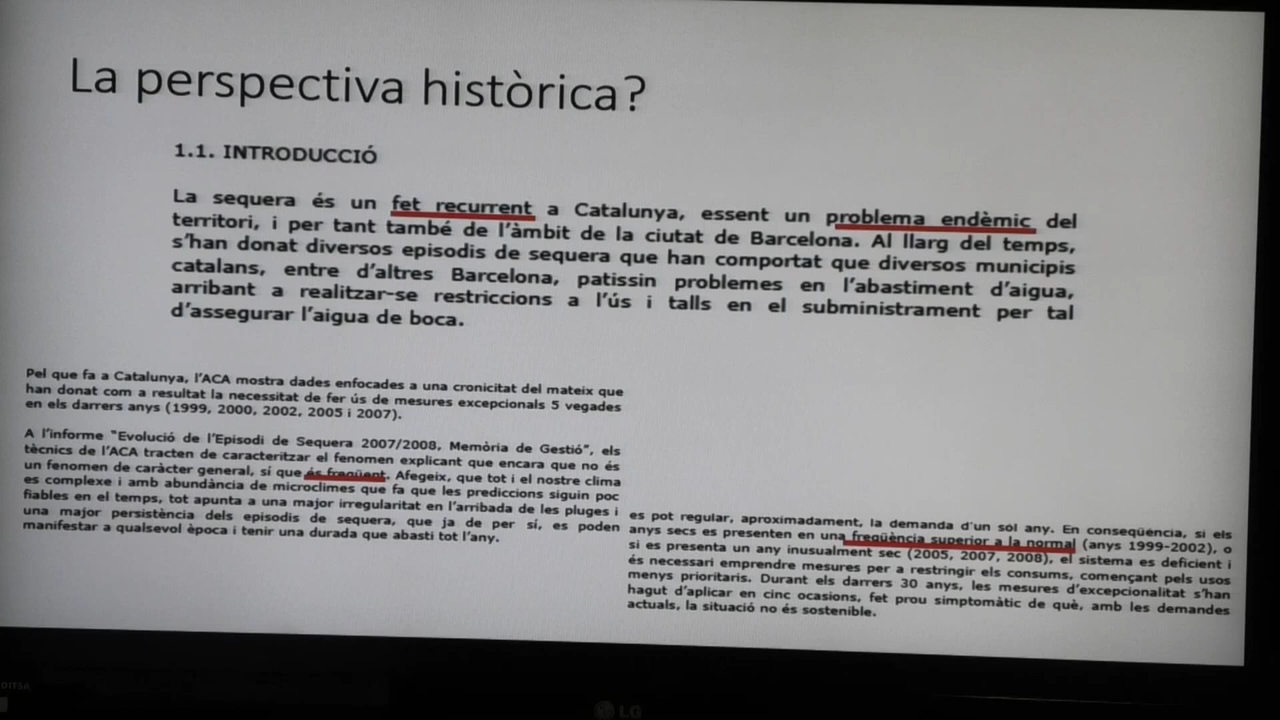 La perspectiva històrica?
1.1. INTRODUCCIÓ
La sequera és un fet recurrent a Catalunya, essent un problema endèmic del
territori, i per tant també de l'àmbit de la ciutat de Barcelona. Al llarg del temps,
s'han donat diversos episodis de sequera que han comportat que diversos municipis
catalans, entre d'altres Barcelona, patissin problemes en l'abastiment d'aigua,
arribant a realitzar-se restriccions a l'ús i talls en el subministrament per tal
d'assegurar l'aigua de boca.
Pel que fa a Catalunya, l'ACA mostra dades enfocades a una cronicitat del mateix que
han donat com a resultat la necessitat de fer ús de mesures excepcionals 5 vegades
en els darrers anys (1999, 2000, 2002, 2005 i 2007).
A l'informe "Evolució de l'Episodi de Sequera 2007/2008, Memòria de Gestió", els
tècnics de l'ACA tracten de caracteritzar el fenomen explicant que encara que no és
un fenomen de caràcter general, sí que és freqüent. Afegeix, que tot i el nostre clima
es complexe i amb abundància de microclimes que fa que les prediccions siguin poc
fiables en el temps, tot apunta a una major irregularitat en l'arribada de les pluges i
una major persistència dels episodis de sequera, que ja de per sí, es poden
manifestar a qualsevol època i tenir una durada que abasti tot l'any.
es pot regular, aproximadament, la demanda d'un sol any. En conseqüència, si els
anys secs es presenten en una freqüència superior a la normal (anys 1999-2002), o
si es presenta un any inusualment sec (2005, 2007, 2008), el sistema es deficient i
és necessari emprendre mesures per a restringir els consums, començant pels usos
menys prioritaris. Durant els darrers 30 anys, les mesures d'excepcionalitat s'han
hagut d'aplicar en cinc ocasions, fet prou simptomàtic de què, amb les demandes
actuals, la situació no és sostenible.
LG